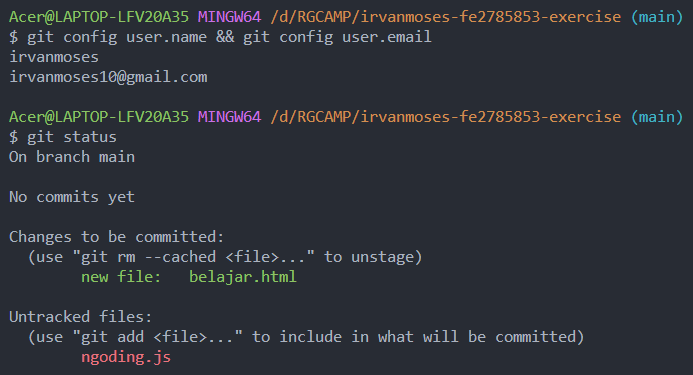 Acer@LAPTOP-LFV20A35 MINGW64 /d/RGCAMP/irvanmoses-fe2785853-exercise (main)
$ git config user.name && git config user.email
irvanmoses
irvanmoses10@gmail.com

Acer@LAPTOP-LFV20A35 MINGW64 /d/RGCAMP/irvanmoses-fe2785853-exercise (main)
$ git status
On branch main

No commits yet

Changes to be committed:
  (use "git rm --cached <file>..." to unstage)
        new file:   belajar.html

Untracked files:
  (use "git add <file>..." to include in what will be committed)
        ngoding.js